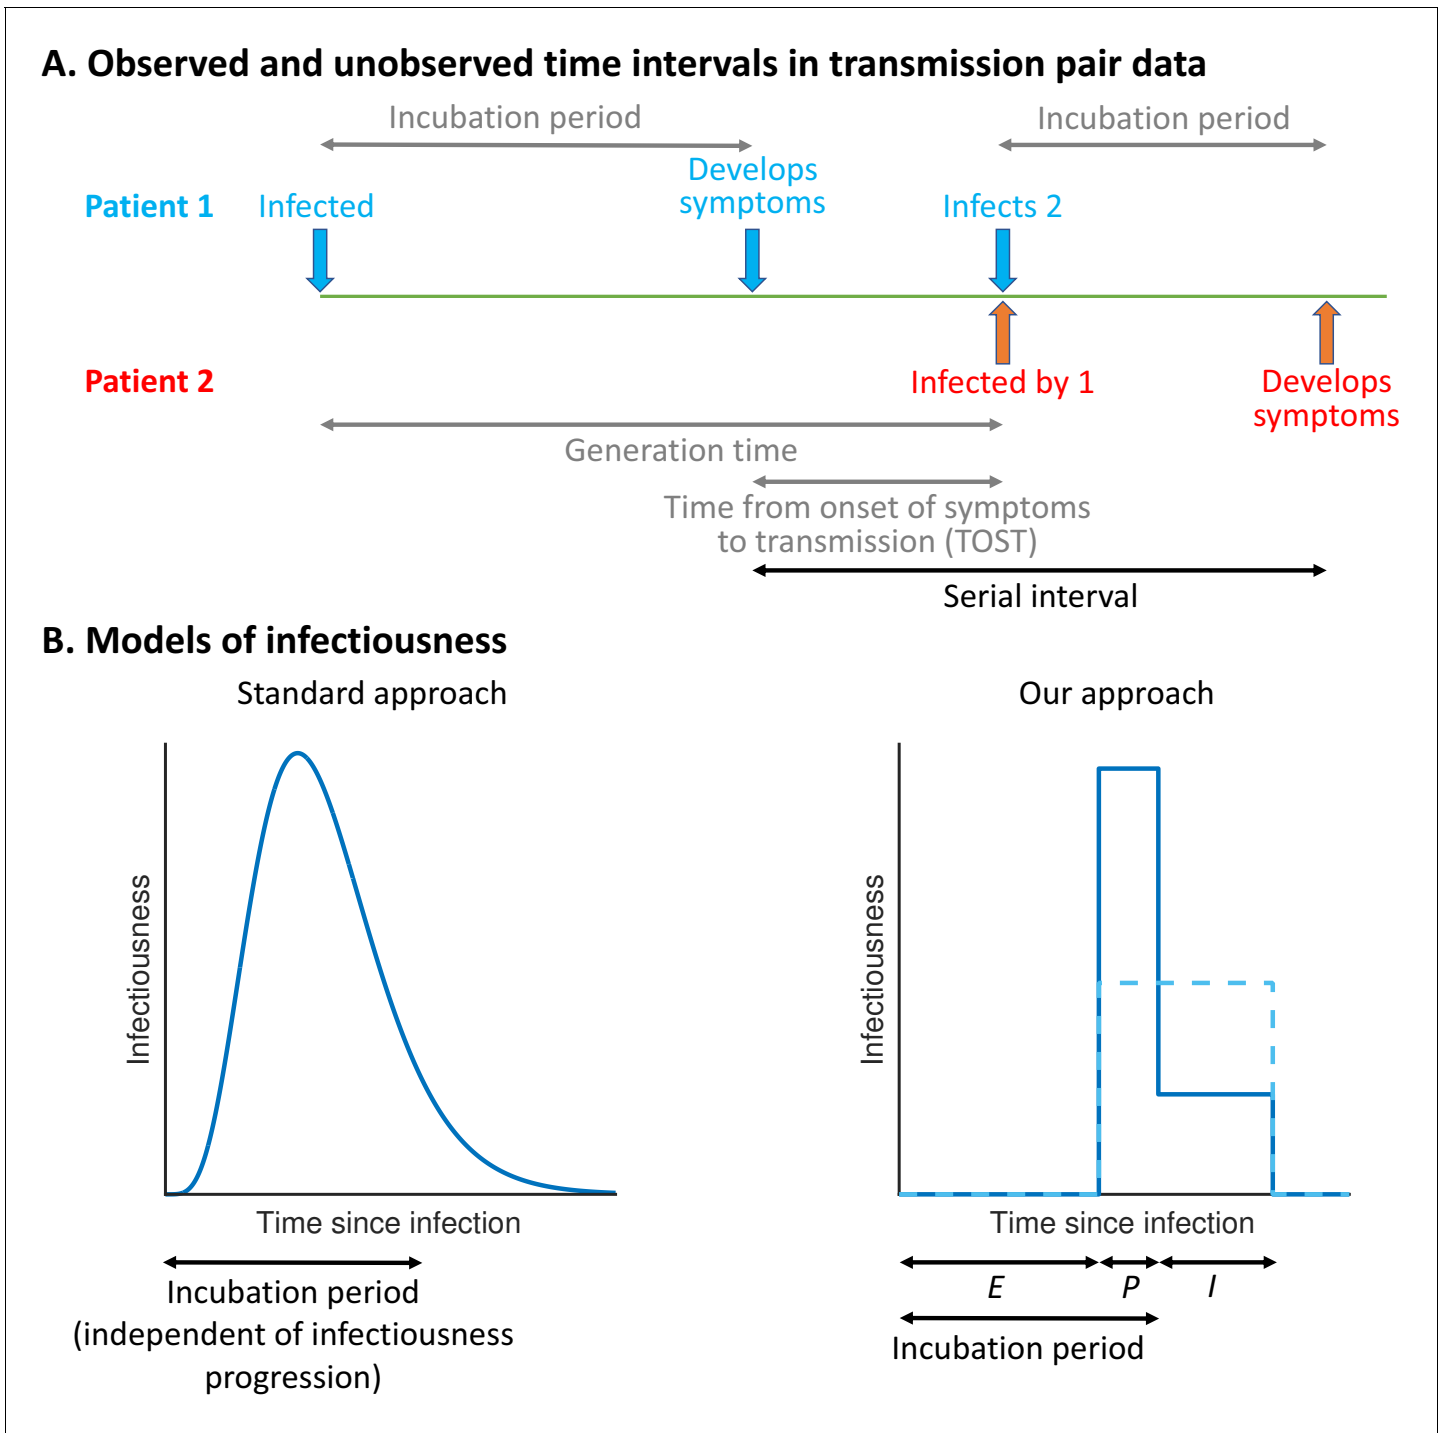 A. Observed and unobserved time intervals in transmission pair data
Incubation period
Incubation period
Patient 1
Infected
Develops
symptoms
Infects 2
Patient 2
Infected by 1
Develops
symptoms
Generation time
Time from onset of symptoms
to transmission (TOST)
Serial interval
B. Models of infectiousness
Standard approach
Infectiousness
Time since infection
Incubation period
(independent of infectiousness
progression)
Our approach
Infectiousness
Time since infection
E
P
I
Incubation period